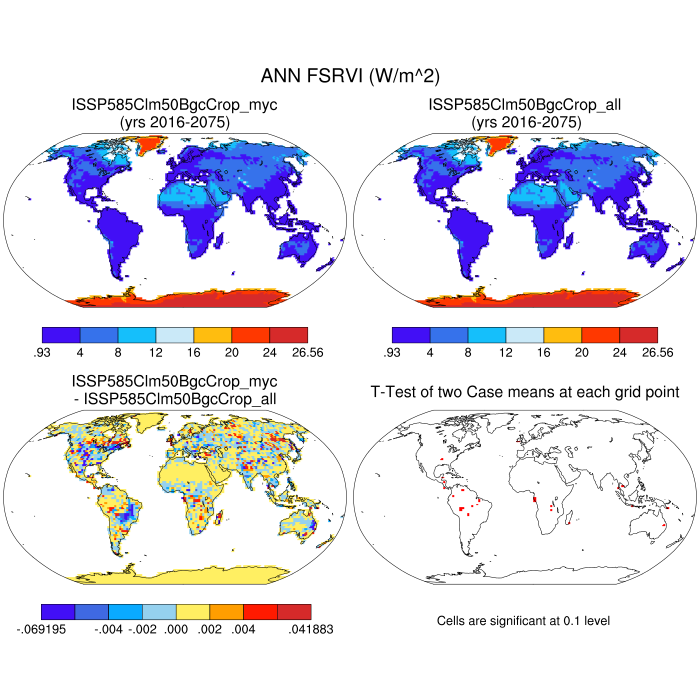 ANN FSRVI (W/m^2)
ISSP585Clm50BgcCrop_myc
(yrs 2016-2075)
ISSP585Clm50BgcCrop_all
(yrs 2016-2075)
.93 4 8 12 16 20 24 26.56
.93 4 8 12 16 20 24 26.56
ISSP585Clm50BgcCrop_myc
- ISSP585Clm50BgcCrop_all
T-Test of two Case means at each grid point
-.069195 -.004 -.002 .000 .002 .004 .041883
Cells are significant at 0.1 level